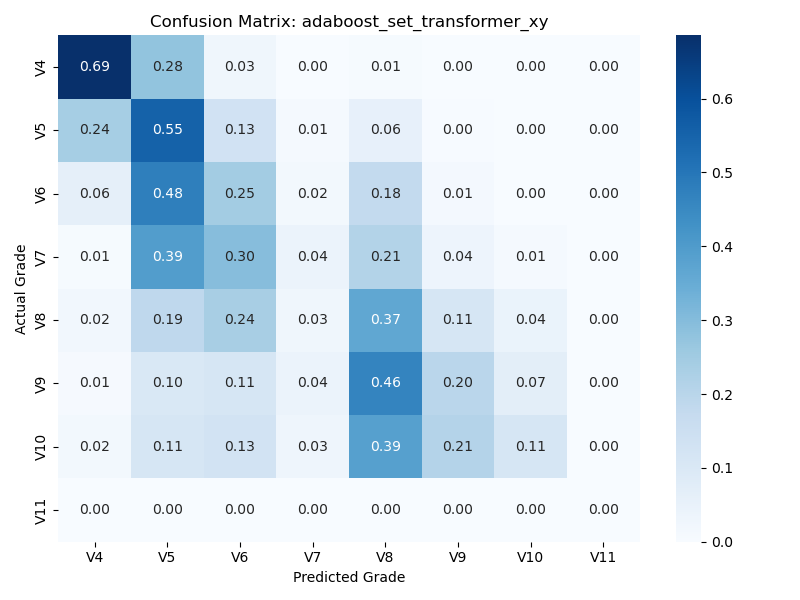 Confusion Matrix: adaboost_set_transformer_xy
V4 0.69 0.28 0.03 0.00 0.01 0.00 0.00 0.00
V5 0.24 0.55 0.13 0.01 0.06 0.00 0.00 0.00
V6 0.06 0.48 0.25 0.02 0.18 0.01 0.00 0.00
V7 0.01 0.39 0.30 0.04 0.21 0.04 0.01 0.00
V8 0.02 0.19 0.24 0.03 0.37 0.11 0.04 0.00
V9 0.01 0.10 0.11 0.04 0.46 0.20 0.07 0.00
V10 0.02 0.11 0.13 0.03 0.39 0.21 0.11 0.00
V11 0.00 0.00 0.00 0.00 0.00 0.00 0.00 0.00
V4 V5 V6 V7 V8 V9 V10 V11
Predicted Grade
Actual Grade
0.6
0.5
0.4
0.3
0.2
0.1
0.0